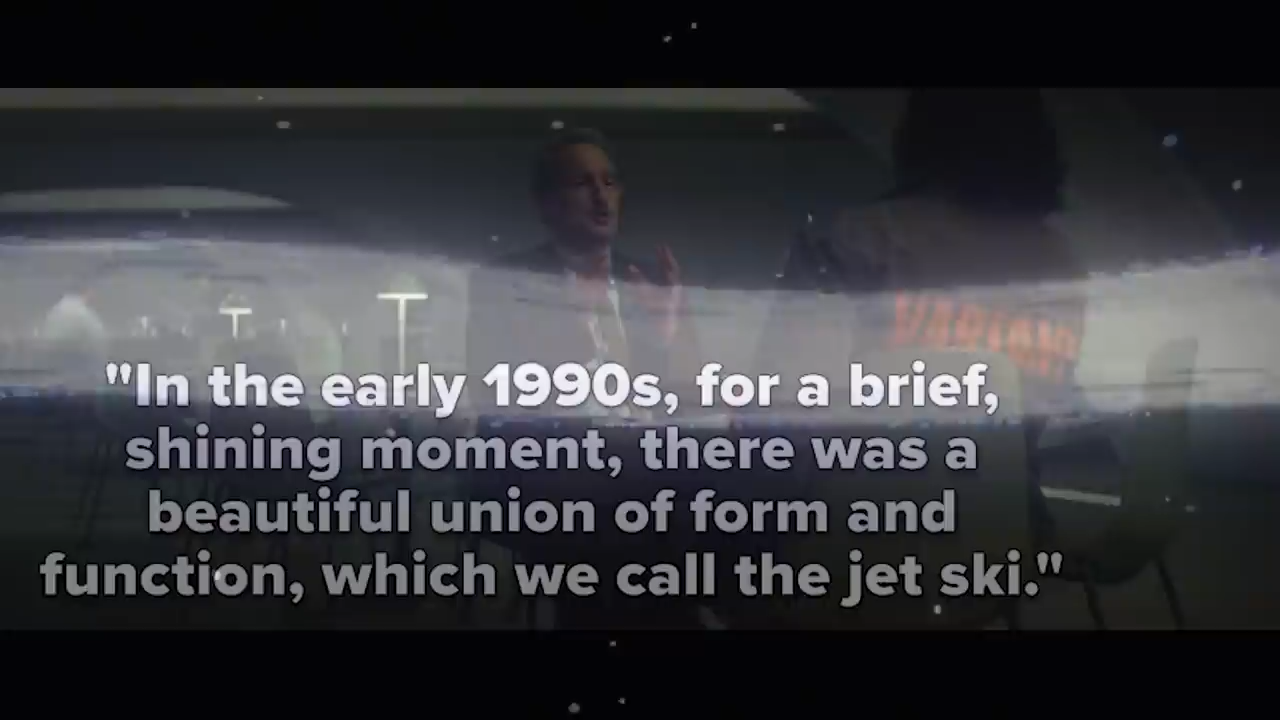 "In the early 1990s, for a brief,
shining moment, there was a
beautiful union of form and
function, which we call the jet ski."
VARIANT